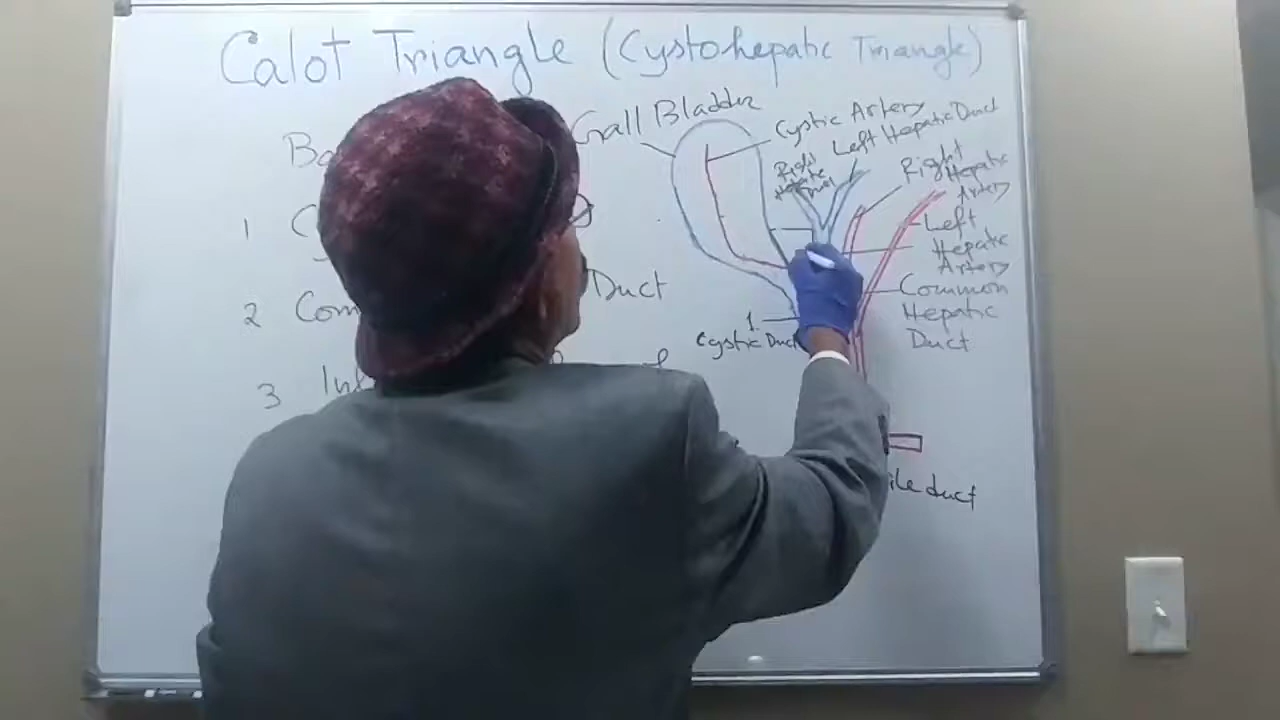 Calot Triangle (Cystohepatic Triangle)
Gall Bladder
Cystic Artery
Left Hepatic Duct
Right
Hepatic
Duct
Right
Hepatic
Artery
Left
Hepatic
Artery
Common
Hepatic
Duct
1
2 Com Duct
3 Inf
1.
Cystic Duct
ile duct